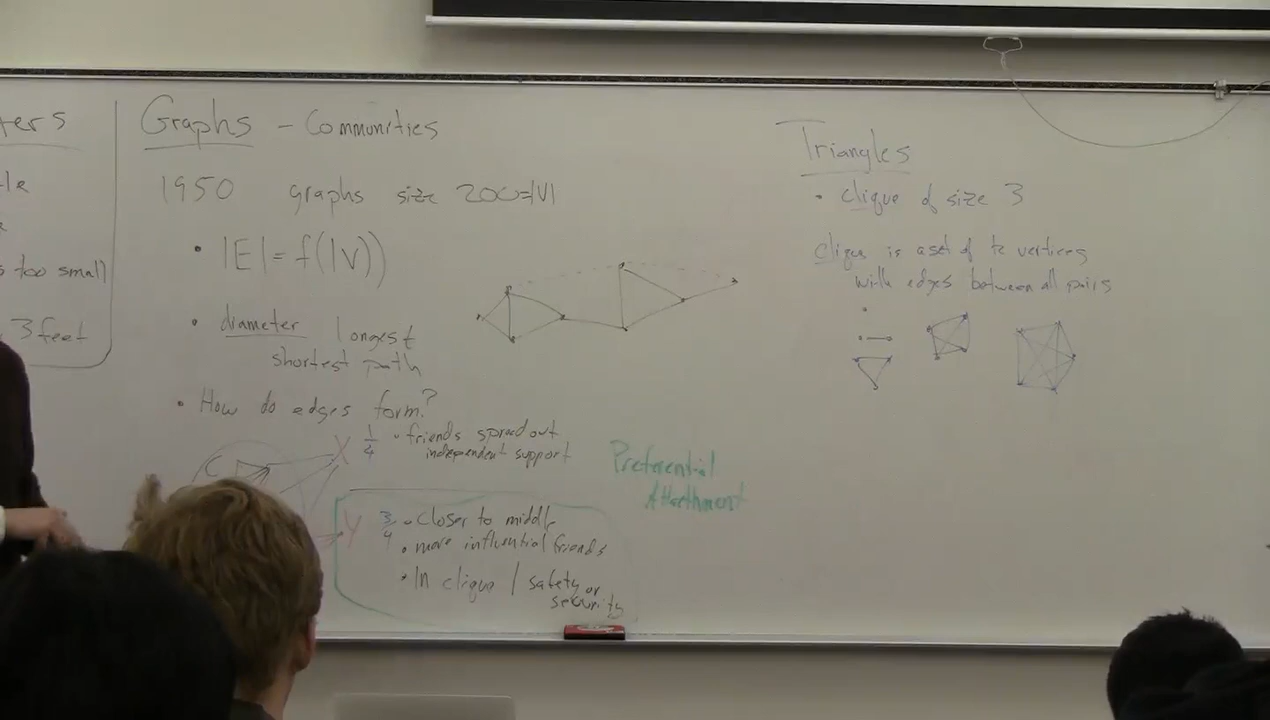 ters
Graphs - Communities
1950 graphs size 200=|V|
• |E| = f(|V|)
s too small
3 feet
• diameter longest
shortest path
• How do edges form?
C
X 1/4 • friends spread out
independent support
Y 3/4 • closer to middle
• more influential friends
• In clique / safety or
security
Preferential
Attachment
Triangles
• clique of size 3
clique is a set of k vertices
with edges between all pairs